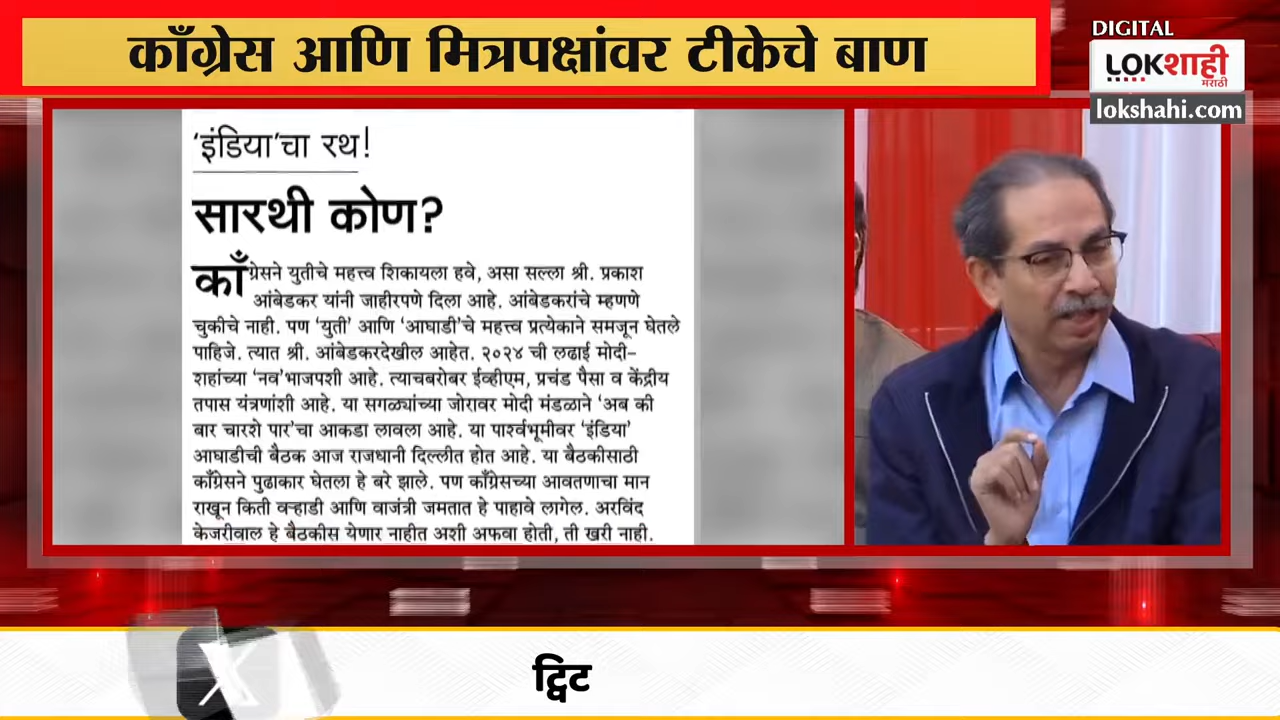 काँग्रेस आणि मित्रपक्षांवर टीकेचे बाण
DIGITAL
LOKशाही
मराठी
lokshahi.com
'इंडिया'चा रथ!
सारथी कोण?
काँग्रेसने युतीचे महत्त्व शिकायला हवे, असा सल्ला श्री. प्रकाश
आंबेडकर यांनी जाहीरपणे दिला आहे. आंबेडकरांचे म्हणणे
चुकीचे नाही. पण 'युती' आणि 'आघाडी'चे महत्त्व प्रत्येकाने समजून घेतले
पाहिजे. त्यात श्री. आंबेडकरदेखील आहेत. २०२४ ची लढाई मोदी-
शहांच्या 'नव'भाजपशी आहे. त्याचबरोबर ईव्हीएम, प्रचंड पैसा व केंद्रीय
तपास यंत्रणांशी आहे. या सगळ्यांच्या जोरावर मोदी मंडळाने 'अब की
बार चारशे पार'चा आकडा लावला आहे. या पार्श्वभूमीवर 'इंडिया'
आघाडीची बैठक आज राजधानी दिल्लीत होत आहे. या बैठकीसाठी
काँग्रेसने पुढाकार घेतला हे बरे झाले. पण काँग्रेसच्या आवतणाचा मान
राखून किती वऱ्हाडी आणि वाजंत्री जमतात हे पाहावे लागेल. अरविंद
केजरीवाल हे बैठकीस येणार नाहीत अशी अफवा होती, ती खरी नाही.
X
ट्विट